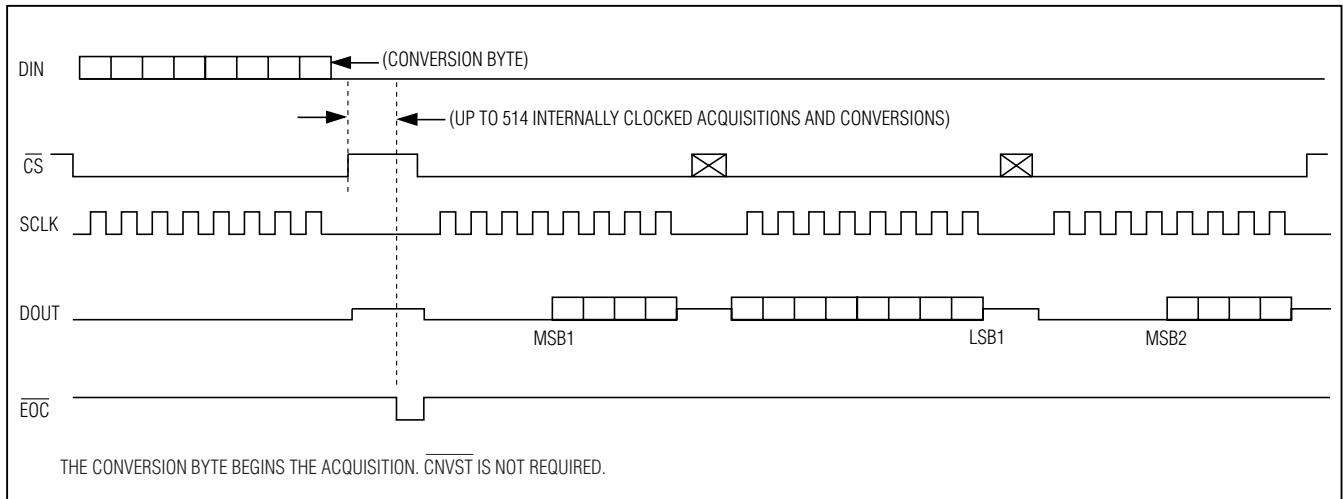 DIN
(CONVERSION BYTE)
(UP TO 514 INTERNALLY CLOCKED ACQUISITIONS AND CONVERSIONS)
CS
SCLK
DOUT
MSB1
LSB1
MSB2
EOC
THE CONVERSION BYTE BEGINS THE ACQUISITION. CNVST IS NOT REQUIRED.